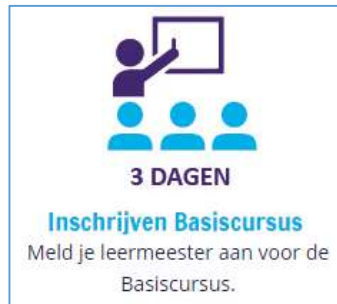 3 DAGEN
Inschrijven Basiscursus
Meld je leermeester aan voor de
Basiscursus.